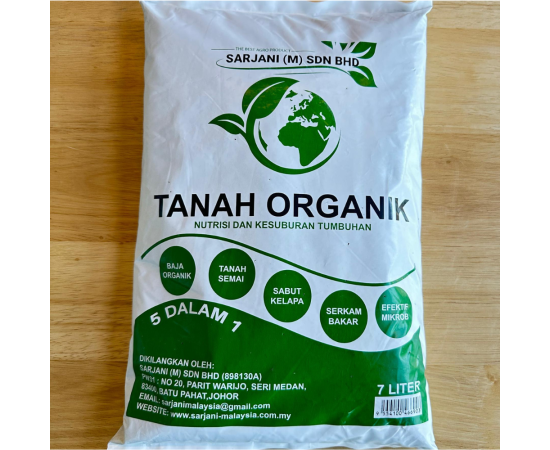 THE BEST AGRO PRODUCT
SARJANI (M) SDN BHD
TANAH ORGANIK
NUTRISI DAN KESUBURAN TUMBUHAN
BAJA
ORGANIK
TANAH
SEMAI
SABUT
KELAPA
SERKAM
BAKAR
EFEKTIF
MIKROB
5 DALAM 1
DIKILANGKAN OLEH:
SARJANI (M) SDN BHD (898130A)
NO 20, PARIT WARIJO, SERI MEDAN,
83400, BATU PAHAT,JOHOR
EMAIL: sarjanimalaysia@gmail.com
WEBSITE: www.sarjani-malaysia.com.my
7 LITER